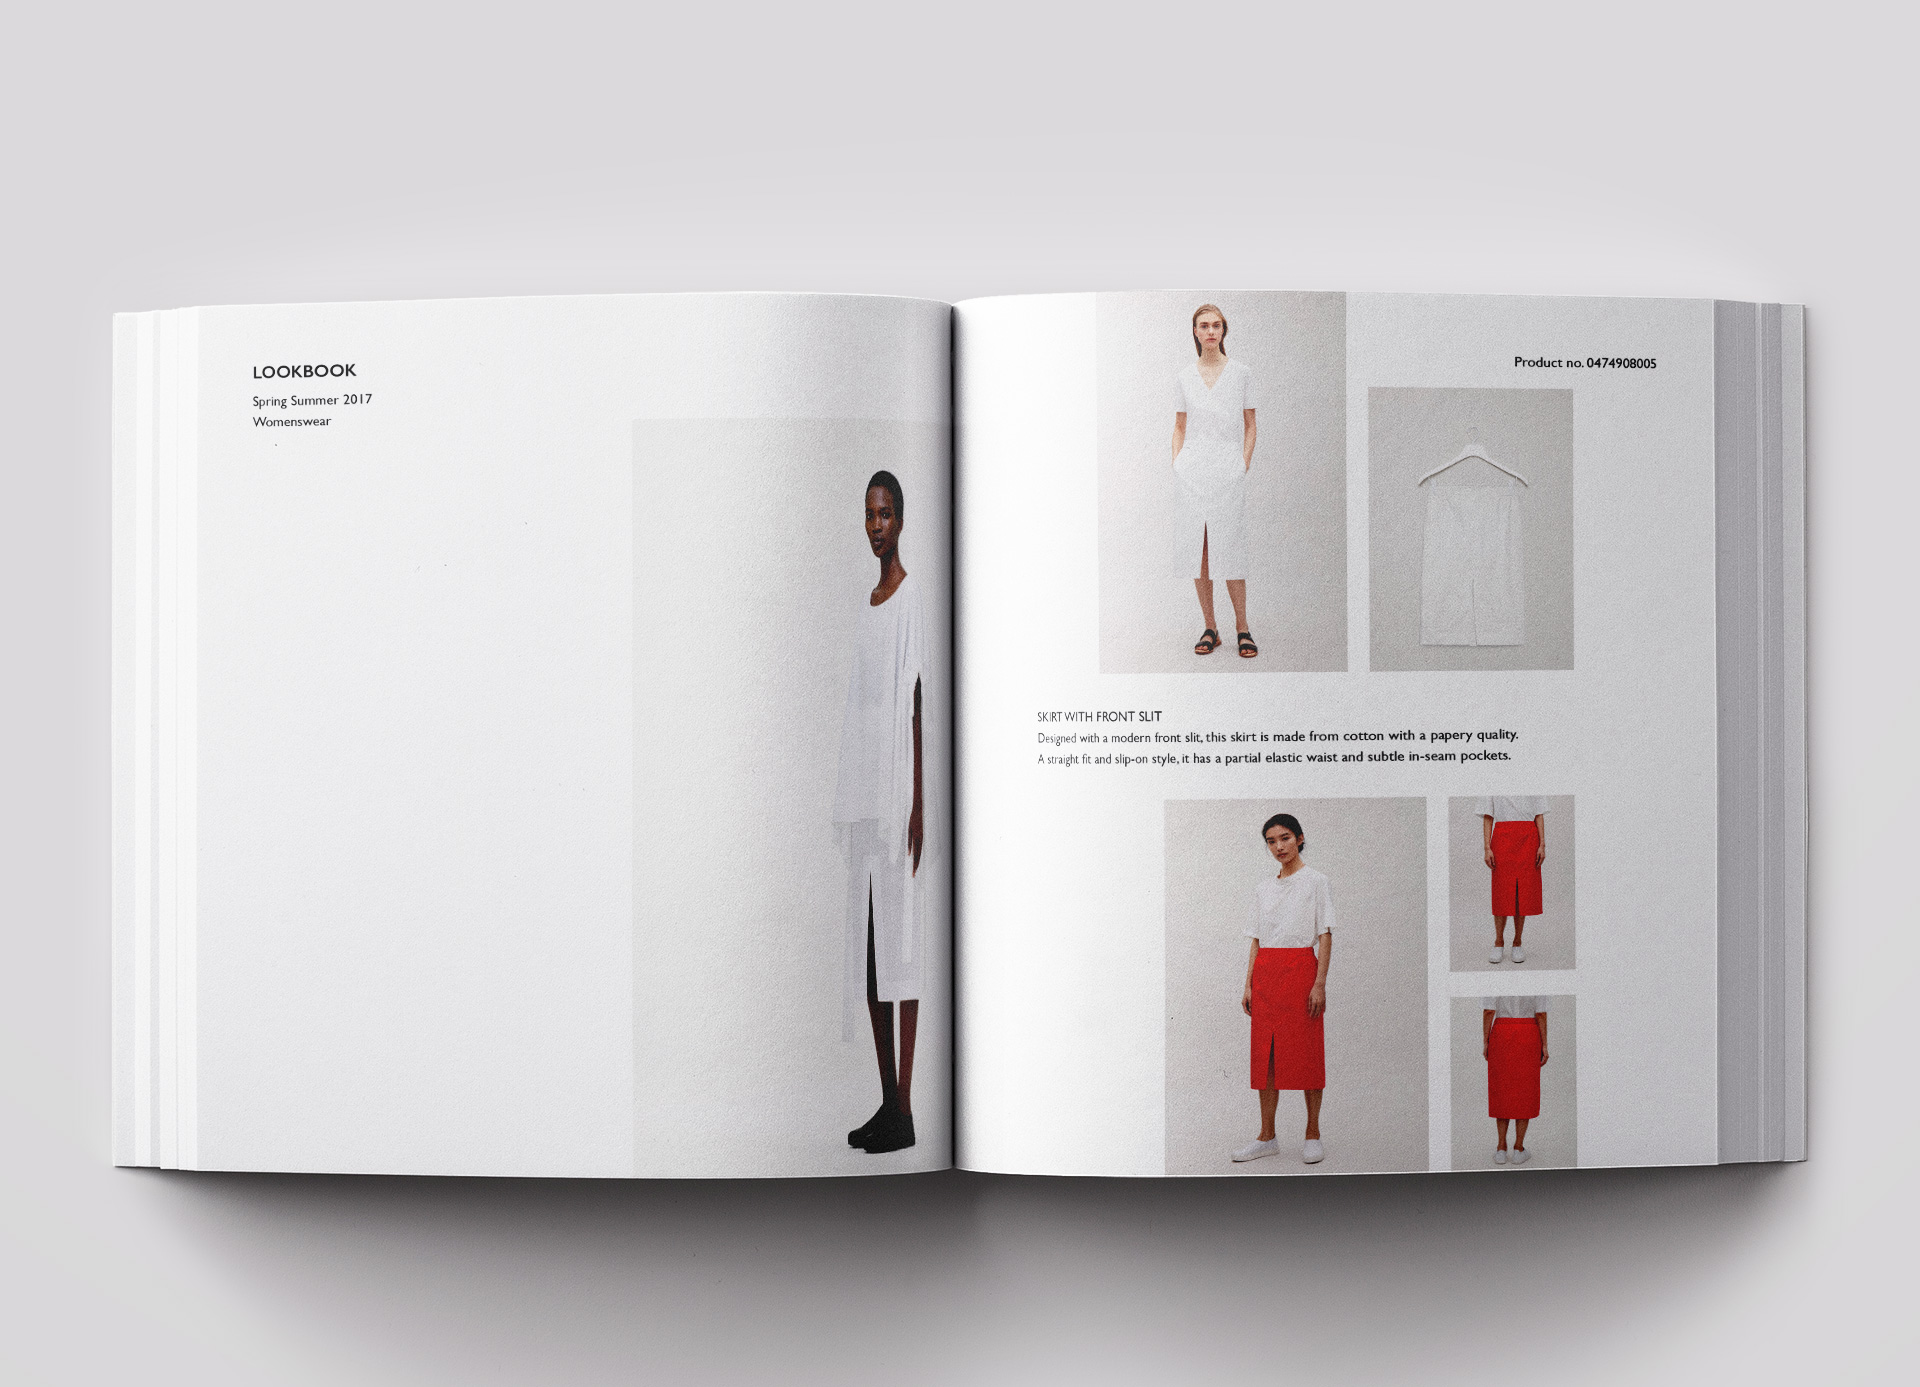 LOOKBOOK
Spring Summer 2017
Womenswear
Product no. 0474908005
SKIRT WITH FRONT SLIT
Designed with a modern front slit, this skirt is made from cotton with a papery quality.
A straight fit and slip-on style, it has a partial elastic waist and subtle in-seam pockets.